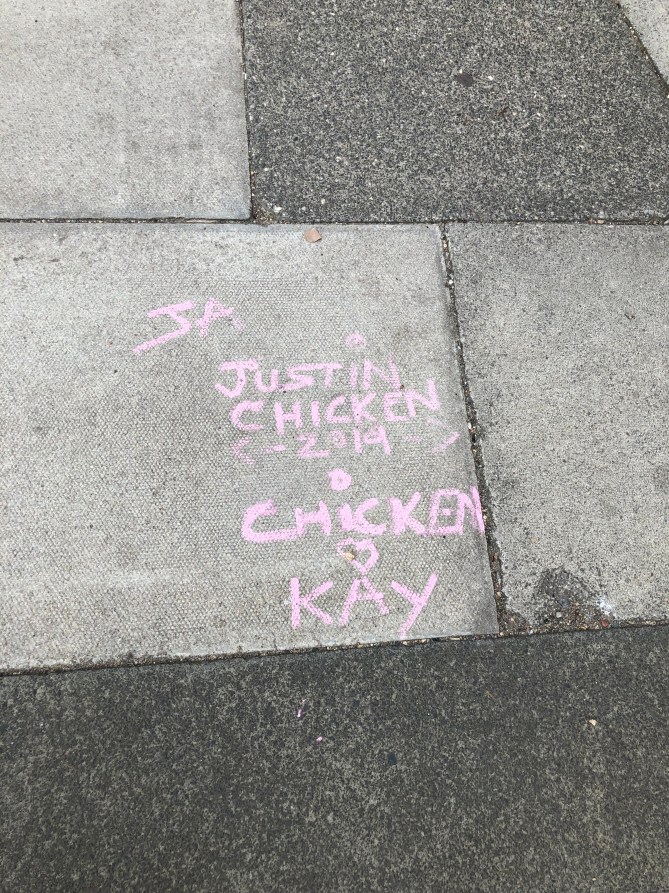 JA
JUSTIN
CHICKEN
<-2019->
CHICKEN
♡
KAY